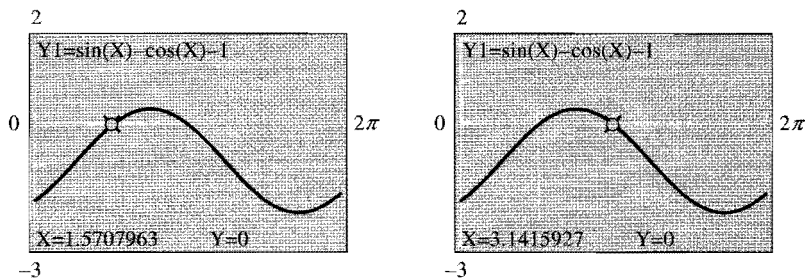 2
Y1=sin(X)–cos(X)–1
0
2π
X=1.5707963 Y=0
–3
2
Y1=sin(X)–cos(X)–1
0
2π
X=3.1415927 Y=0
–3